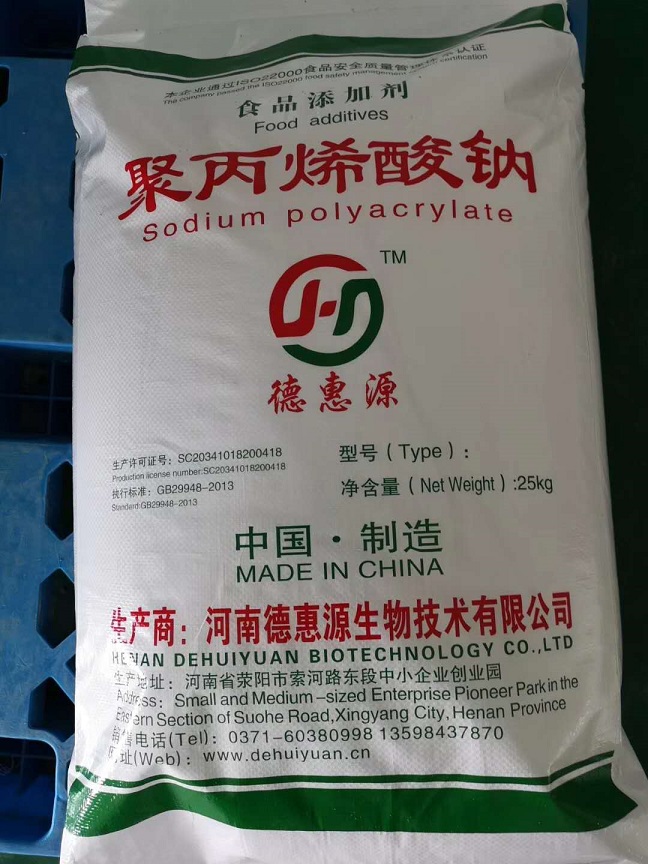 本企业通过ISO22000食品安全质量管理体系认证
The company passed the ISO22000 food safety management certification
食品添加剂
Food additives
聚丙烯酸钠
Sodium polyacrylate
TM
德惠源
生产许可证号：SC20341018200418
Production license number:SC20341018200418
执行标准：GB29948-2013
Standard:GB29948-2013
型号（Type）：
净含量（Net Weight）:25kg
中国·制造
MADE IN CHINA
生产商：河南德惠源生物技术有限公司
HENAN DEHUIYUAN BIOTECHNOLOGY CO.,LTD
生产地址：河南省荥阳市索河路东段中小企业创业园
Address：Small and Medium-sized Enterprise Pioneer Park in the
Eastern Section of Suohe Road,Xingyang City, Henan Province
销售电话(Tel)：0371-60380998 13598437870
网址(Web)：www.dehuiyuan.cn